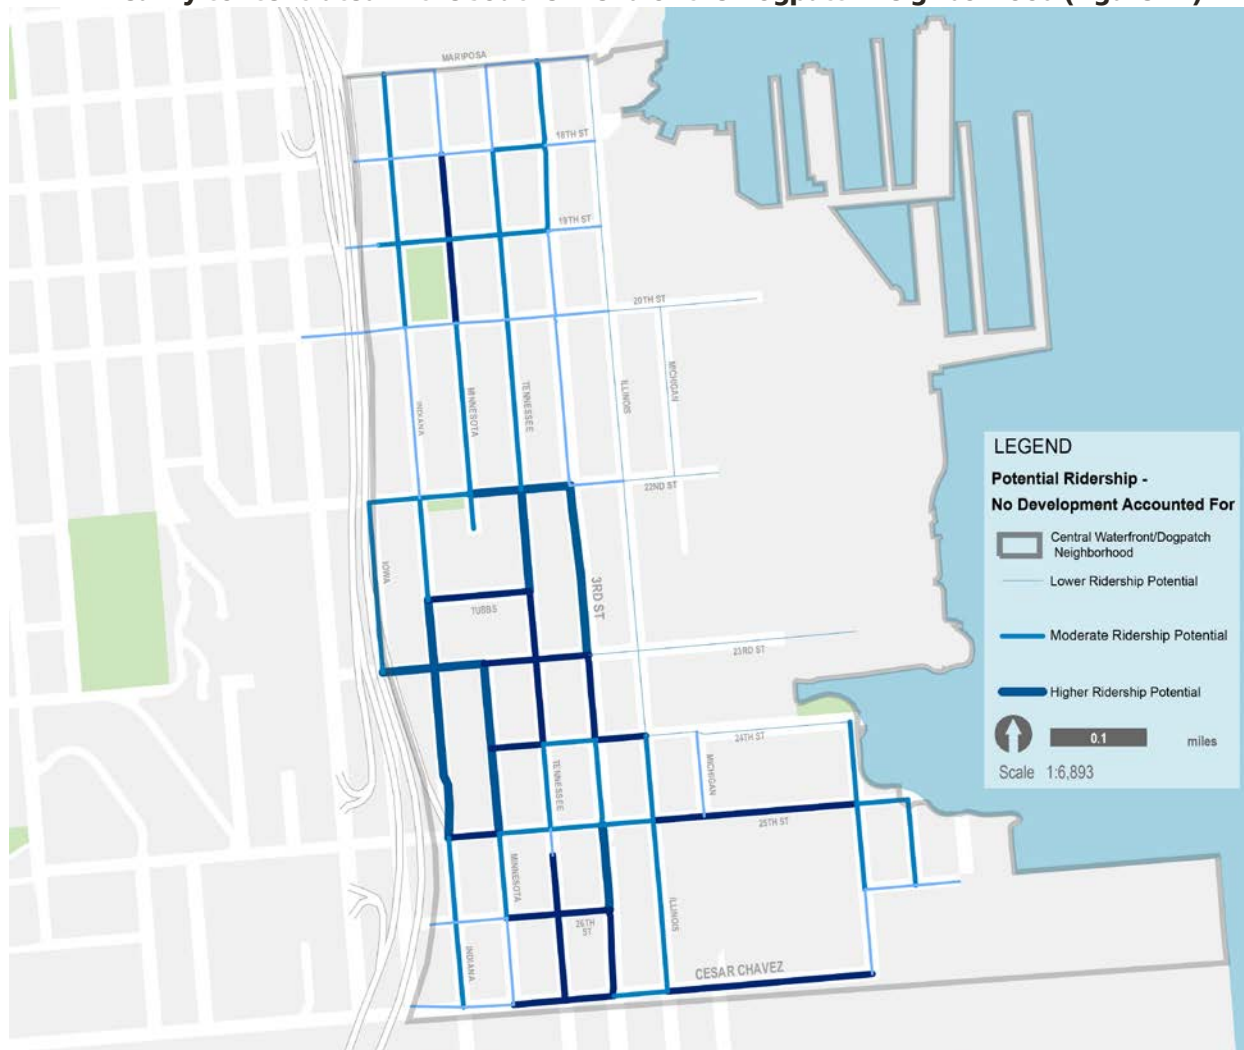 MARIPOSA
18TH ST
19TH ST
20TH ST
INDIANA
MINNESOTA
TENNESSEE
ILLINOIS
MICHIGAN
22ND ST
IOWA
TUBBS
3RD ST
23RD ST
24TH ST
TENNESSEE
MICHIGAN
25TH ST
MINNESOTA
26TH
ST
ILLINOIS
INDIANA
CESAR CHAVEZ
LEGEND
Potential Ridership -
No Development Accounted For
Central Waterfront/Dogpatch
Neighborhood
Lower Ridership Potential
Moderate Ridership Potential
Higher Ridership Potential
0.1
miles
Scale 1:6,893